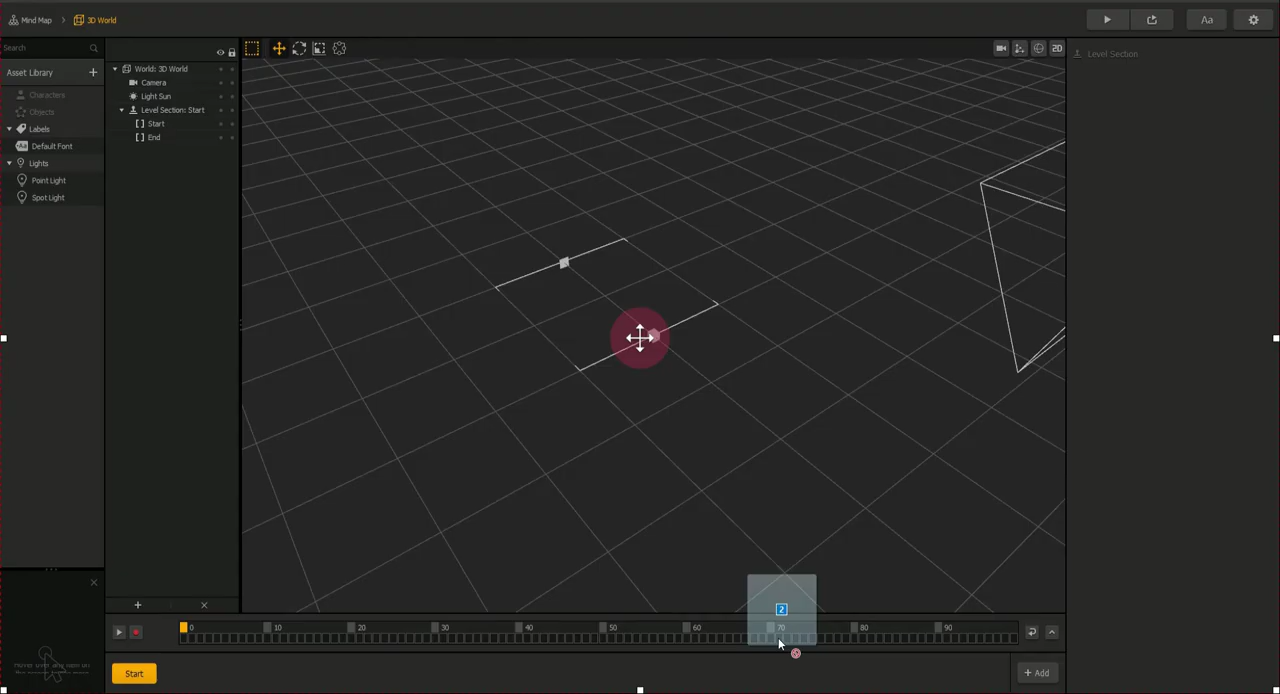 Mind Map > 3D World
Aa
Search
Asset Library +
Characters
Objects
Labels
Default Font
Lights
Point Light
Spot Light
World: 3D World
Camera
Light Sun
Level Section: Start
Start
End
2D
Level Section
2
0 10 20 30 40 50 60 70 80 90
Start
+ Add